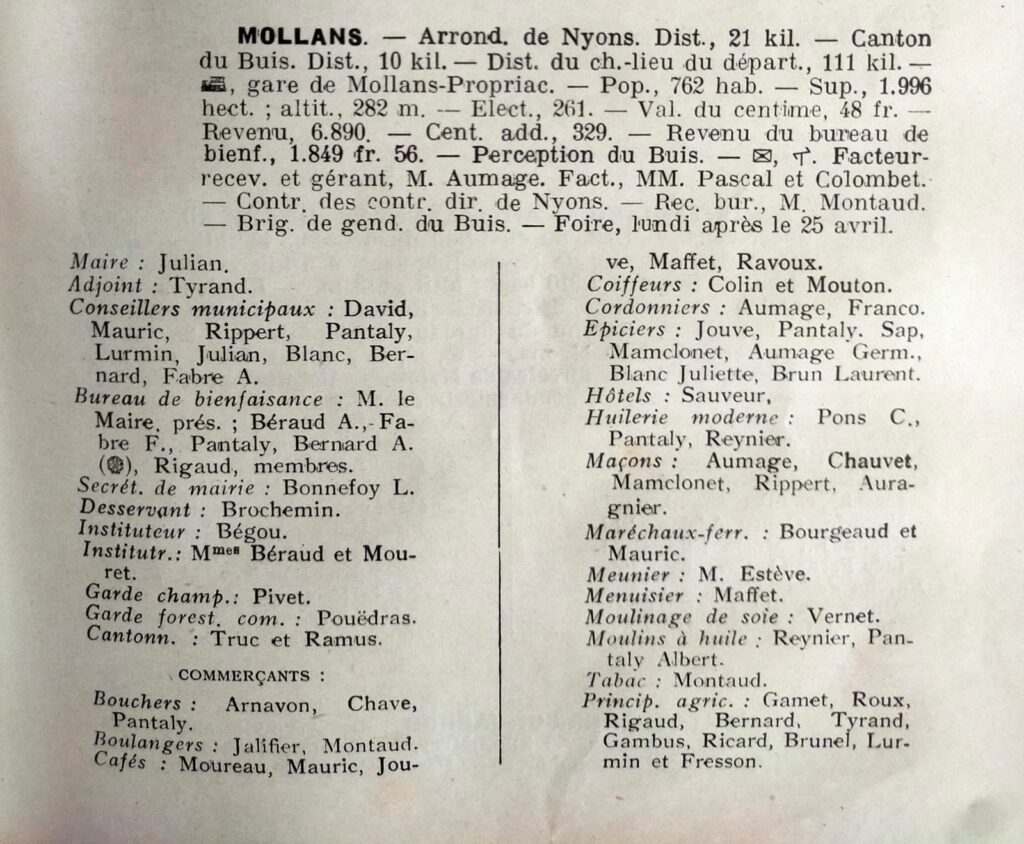 MOLLANS. — Arrond. de Nyons. Dist., 21 kil. — Canton
du Buis. Dist., 10 kil. — Dist. du ch.-lieu du départ., 111 kil. —
, gare de Mollans-Propriac. — Pop., 762 hab. — Sup., 1.996
hect. ; altit., 282 m. — Elect., 261. — Val. du centime, 48 fr. —
Revenu, 6.890. — Cent. add., 329. — Revenu du bureau de
bienf., 1.849 fr. 56. — Perception du Buis. — ✉, . Facteur-
recev. et gérant, M. Aumage. Fact., MM. Pascal et Colombet.
— Contr. des contr. dir. de Nyons. — Rec. bur., M. Montaud.
— Brig. de gend. du Buis. — Foire, lundi après le 25 avril.
Maire : Julian.
Adjoint : Tyrand.
Conseillers municipaux : David,
Mauric, Rippert, Pantaly,
Lurmin, Julian, Blanc, Ber-
nard, Fabre A.
Bureau de bienfaisance : M. le
Maire, prés. ; Béraud A., Fa-
bre F., Pantaly, Bernard A.
(), Rigaud, membres.
Secrét. de mairie : Bonnefoy L.
Desservant : Brochemin.
Instituteur : Bégou.
Institutr.: Mmes Béraud et Mou-
ret.
Garde champ.: Pivet.
Garde forest. com. : Pouëdras.
Cantonn. : Truc et Ramus.
COMMERÇANTS :
Bouchers : Arnavon, Chave,
Pantaly.
Boulangers : Jalifier, Montaud.
Cafés : Moureau, Mauric, Jou-
ve, Maffet, Ravoux.
Coiffeurs : Colin et Mouton.
Cordonniers : Aumage, Franco.
Epiciers : Jouve, Pantaly. Sap,
Mamclonet, Aumage Germ.,
Blanc Juliette, Brun Laurent.
Hôtels : Sauveur,
Huilerie moderne : Pons C.,
Pantaly, Reynier.
Maçons : Aumage, Chauvet,
Mamclonet, Rippert, Aura-
gnier.
Maréchaux-ferr. : Bourgeaud et
Mauric.
Meunier : M. Estève.
Menuisier : Maffet.
Moulinage de soie : Vernet.
Moulins à huile : Reynier, Pan-
taly Albert.
Tabac : Montaud.
Princip. agric. : Gamet, Roux,
Rigaud, Bernard, Tyrand,
Gambus, Ricard, Brunel, Lur-
min et Fresson.